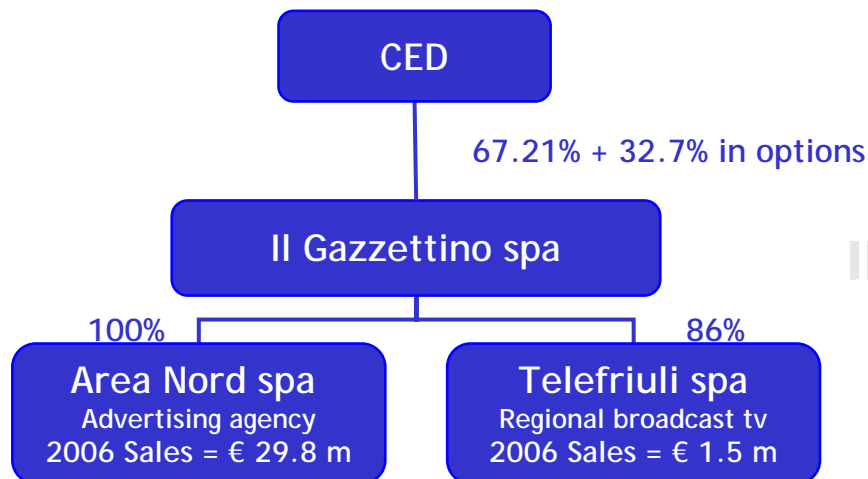 CED
67.21% + 32.7% in options
Il Gazzettino spa
100%
86%
Area Nord spa
Advertising agency
2006 Sales = € 29.8 m
Telefriuli spa
Regional broadcast tv
2006 Sales = € 1.5 m